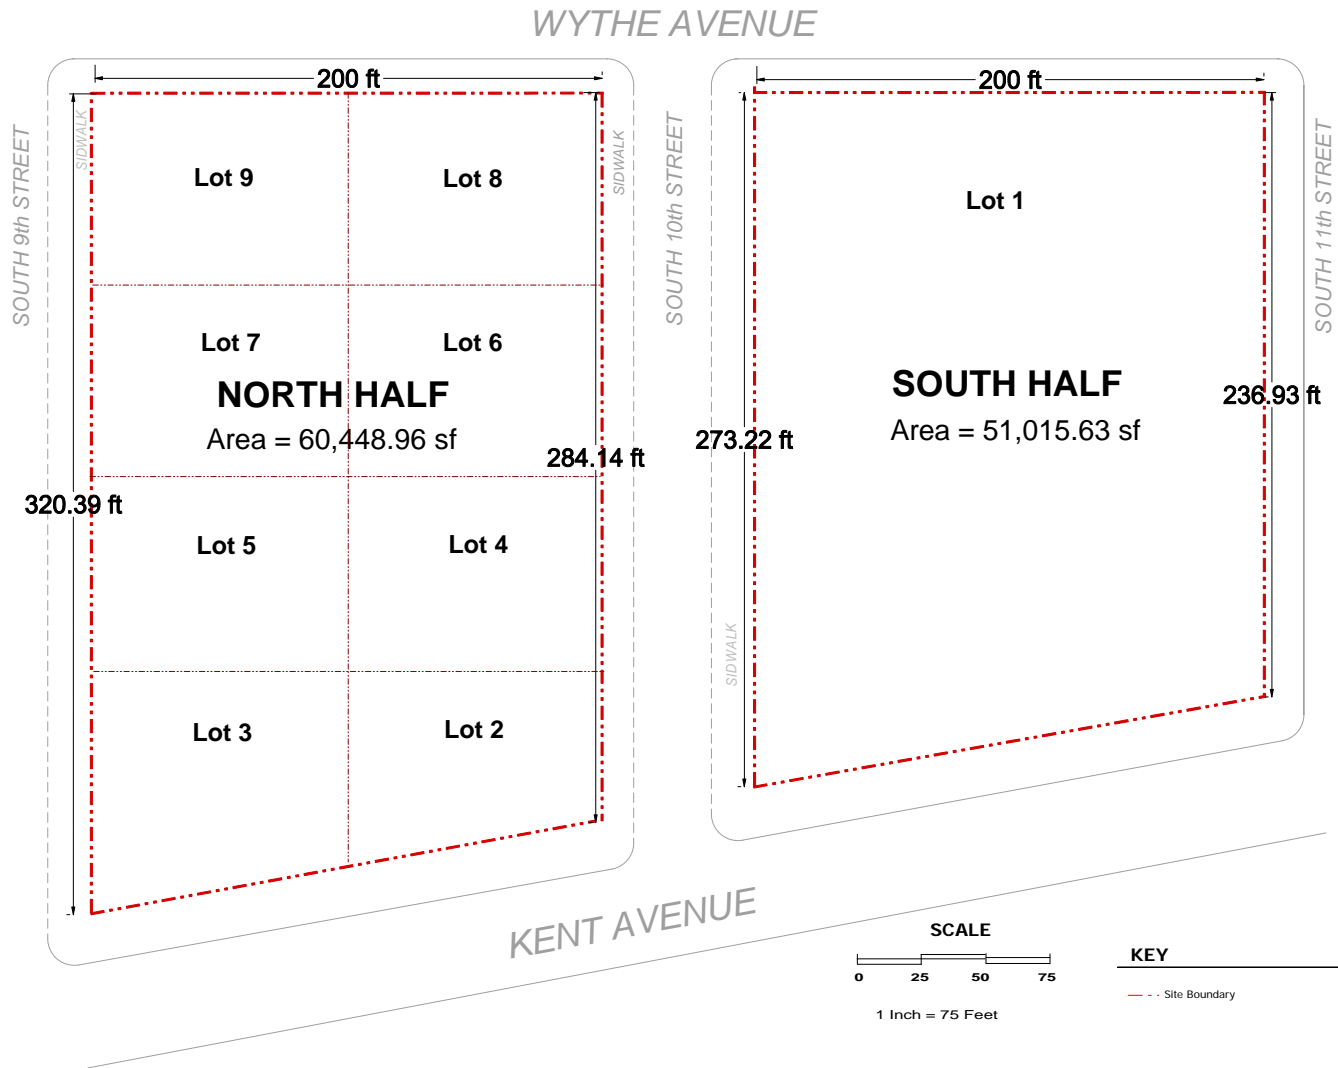 WYTHE AVENUE
200 ft
200 ft
SIDWALK
SIDWALK
SOUTH 9th STREET
SOUTH 10th STREET
SOUTH 11th STREET
Lot 9
Lot 8
Lot 1
Lot 7
Lot 6
NORTH HALF
Area = 60,448.96 sf
SOUTH HALF
Area = 51,015.63 sf
236.93 ft
273.22 ft
284.14 ft
320.39 ft
Lot 5
Lot 4
SIDWALK
Lot 3
Lot 2
KENT AVENUE
SCALE
0 25 50 75
1 Inch = 75 Feet
KEY
Site Boundary